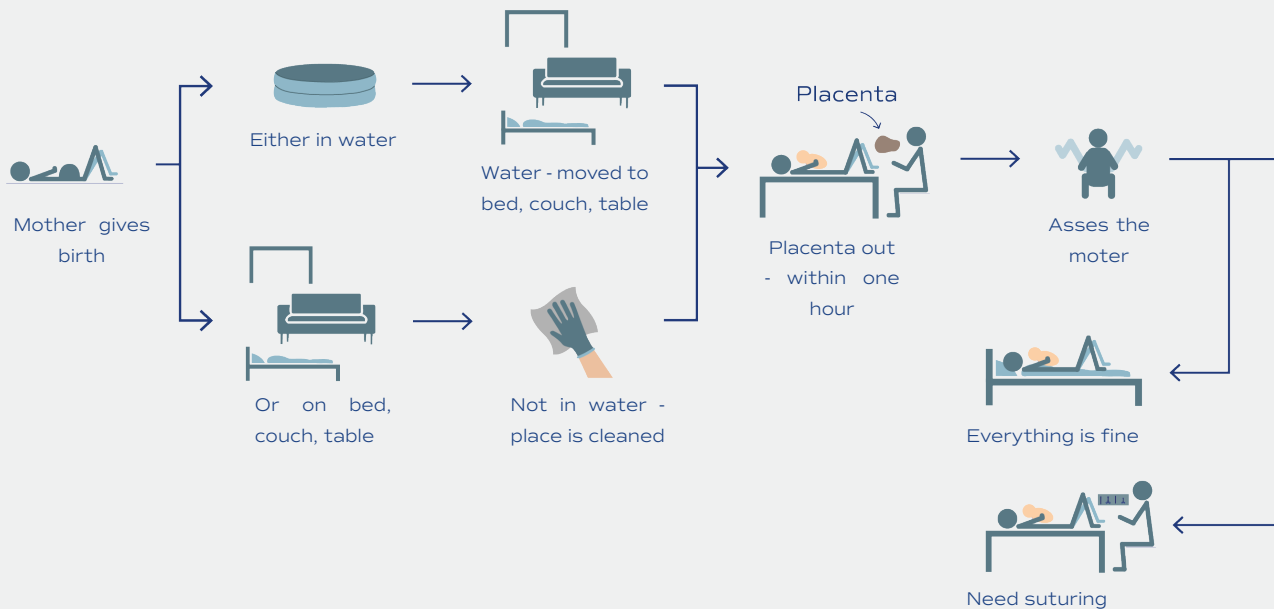 Mother gives
birth
Either in water
Or on bed,
couch, table
Water - moved to
bed, couch, table
Not in water -
place is cleaned
Placenta
Placenta out
- within one
hour
Asses the
moter
Everything is fine
Need suturing